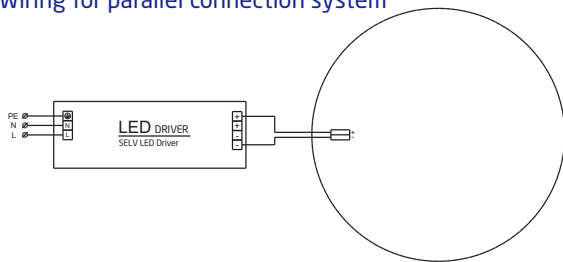 Wiring for parallel connection system
PE
N
L
N
L
LED DRIVER
SELV LED Driver
+
+
-
-
+
-